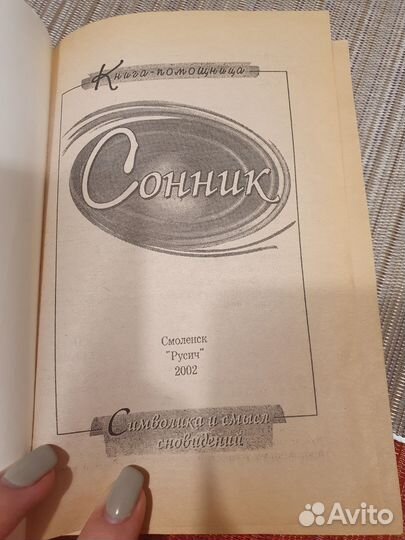 Книга-помощница
Сонник
Смоленск
"Русич"
2002
Символика и смысл
сновидений
Avito